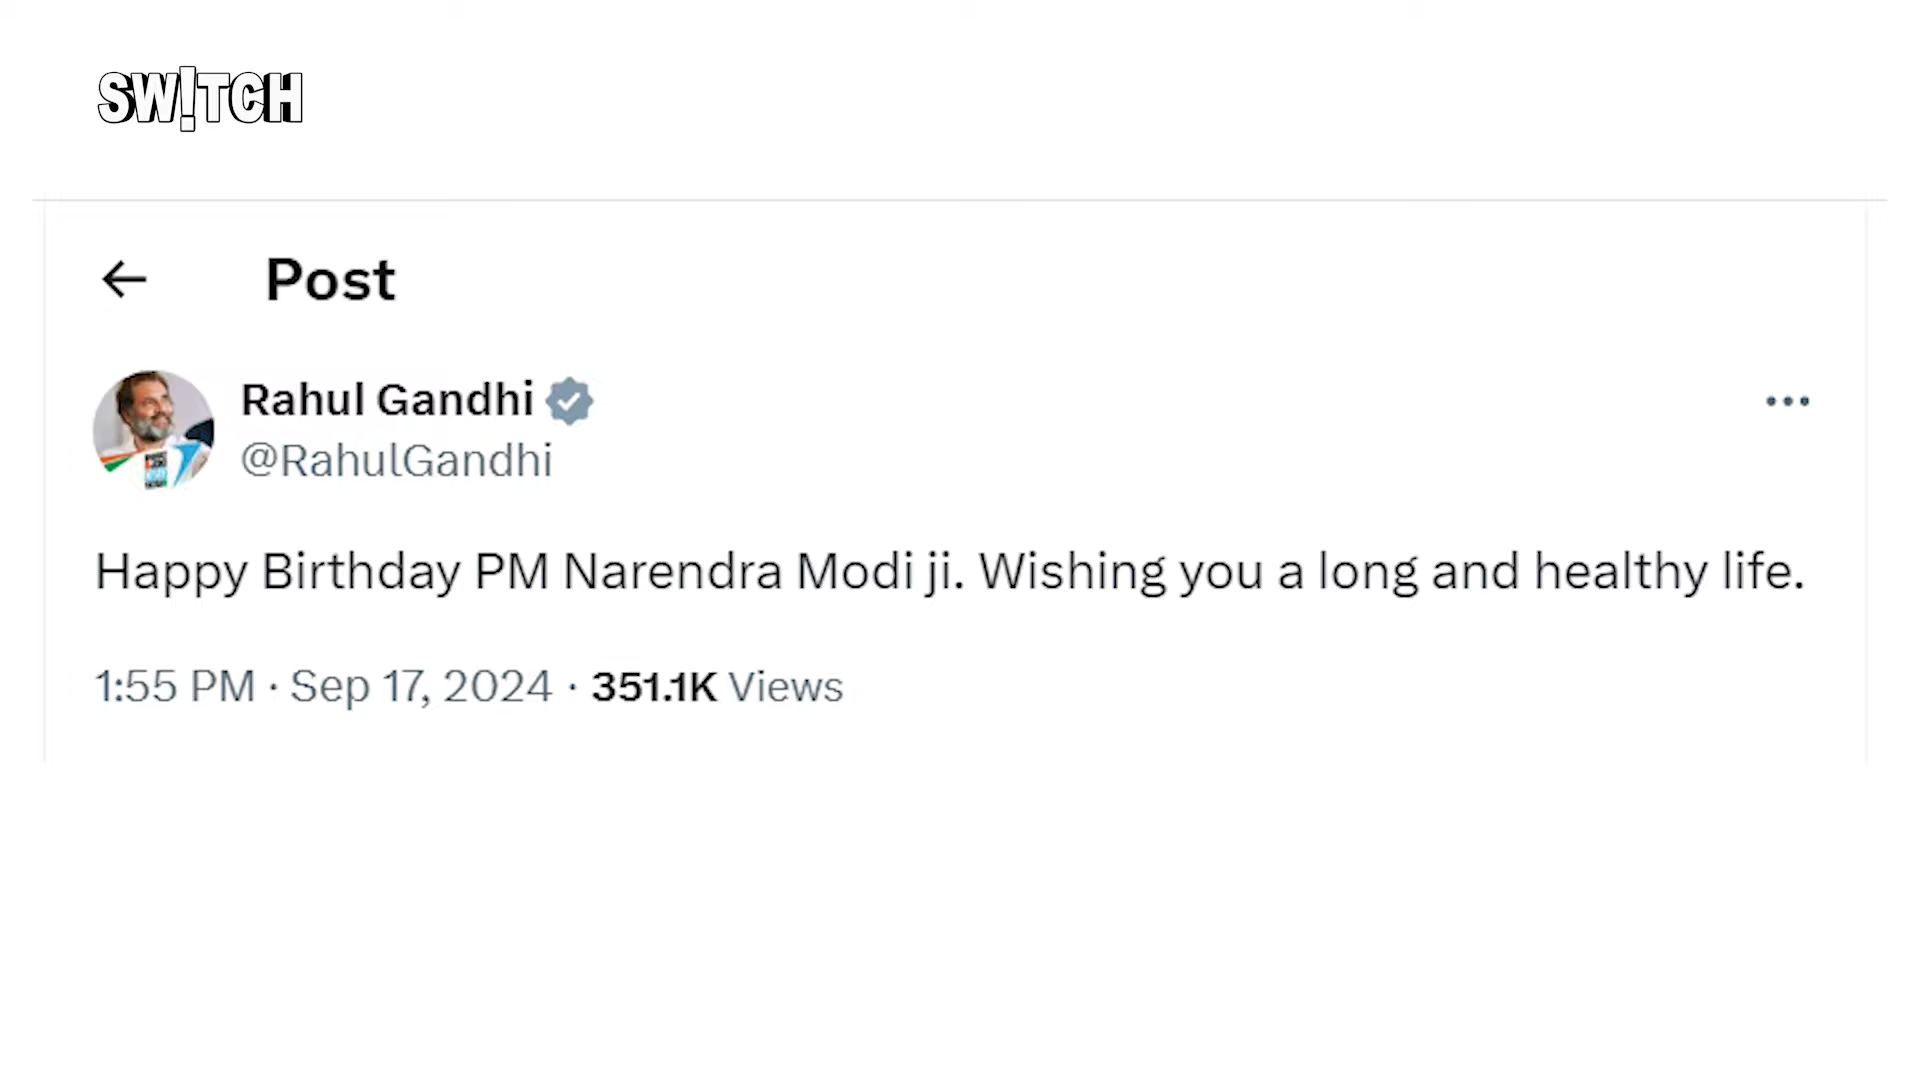 SW!TCH
Post
Rahul Gandhi
@RahulGandhi
Happy Birthday PM Narendra Modi ji. Wishing you a long and healthy life.
1:55 PM · Sep 17, 2024 · 351.1K Views